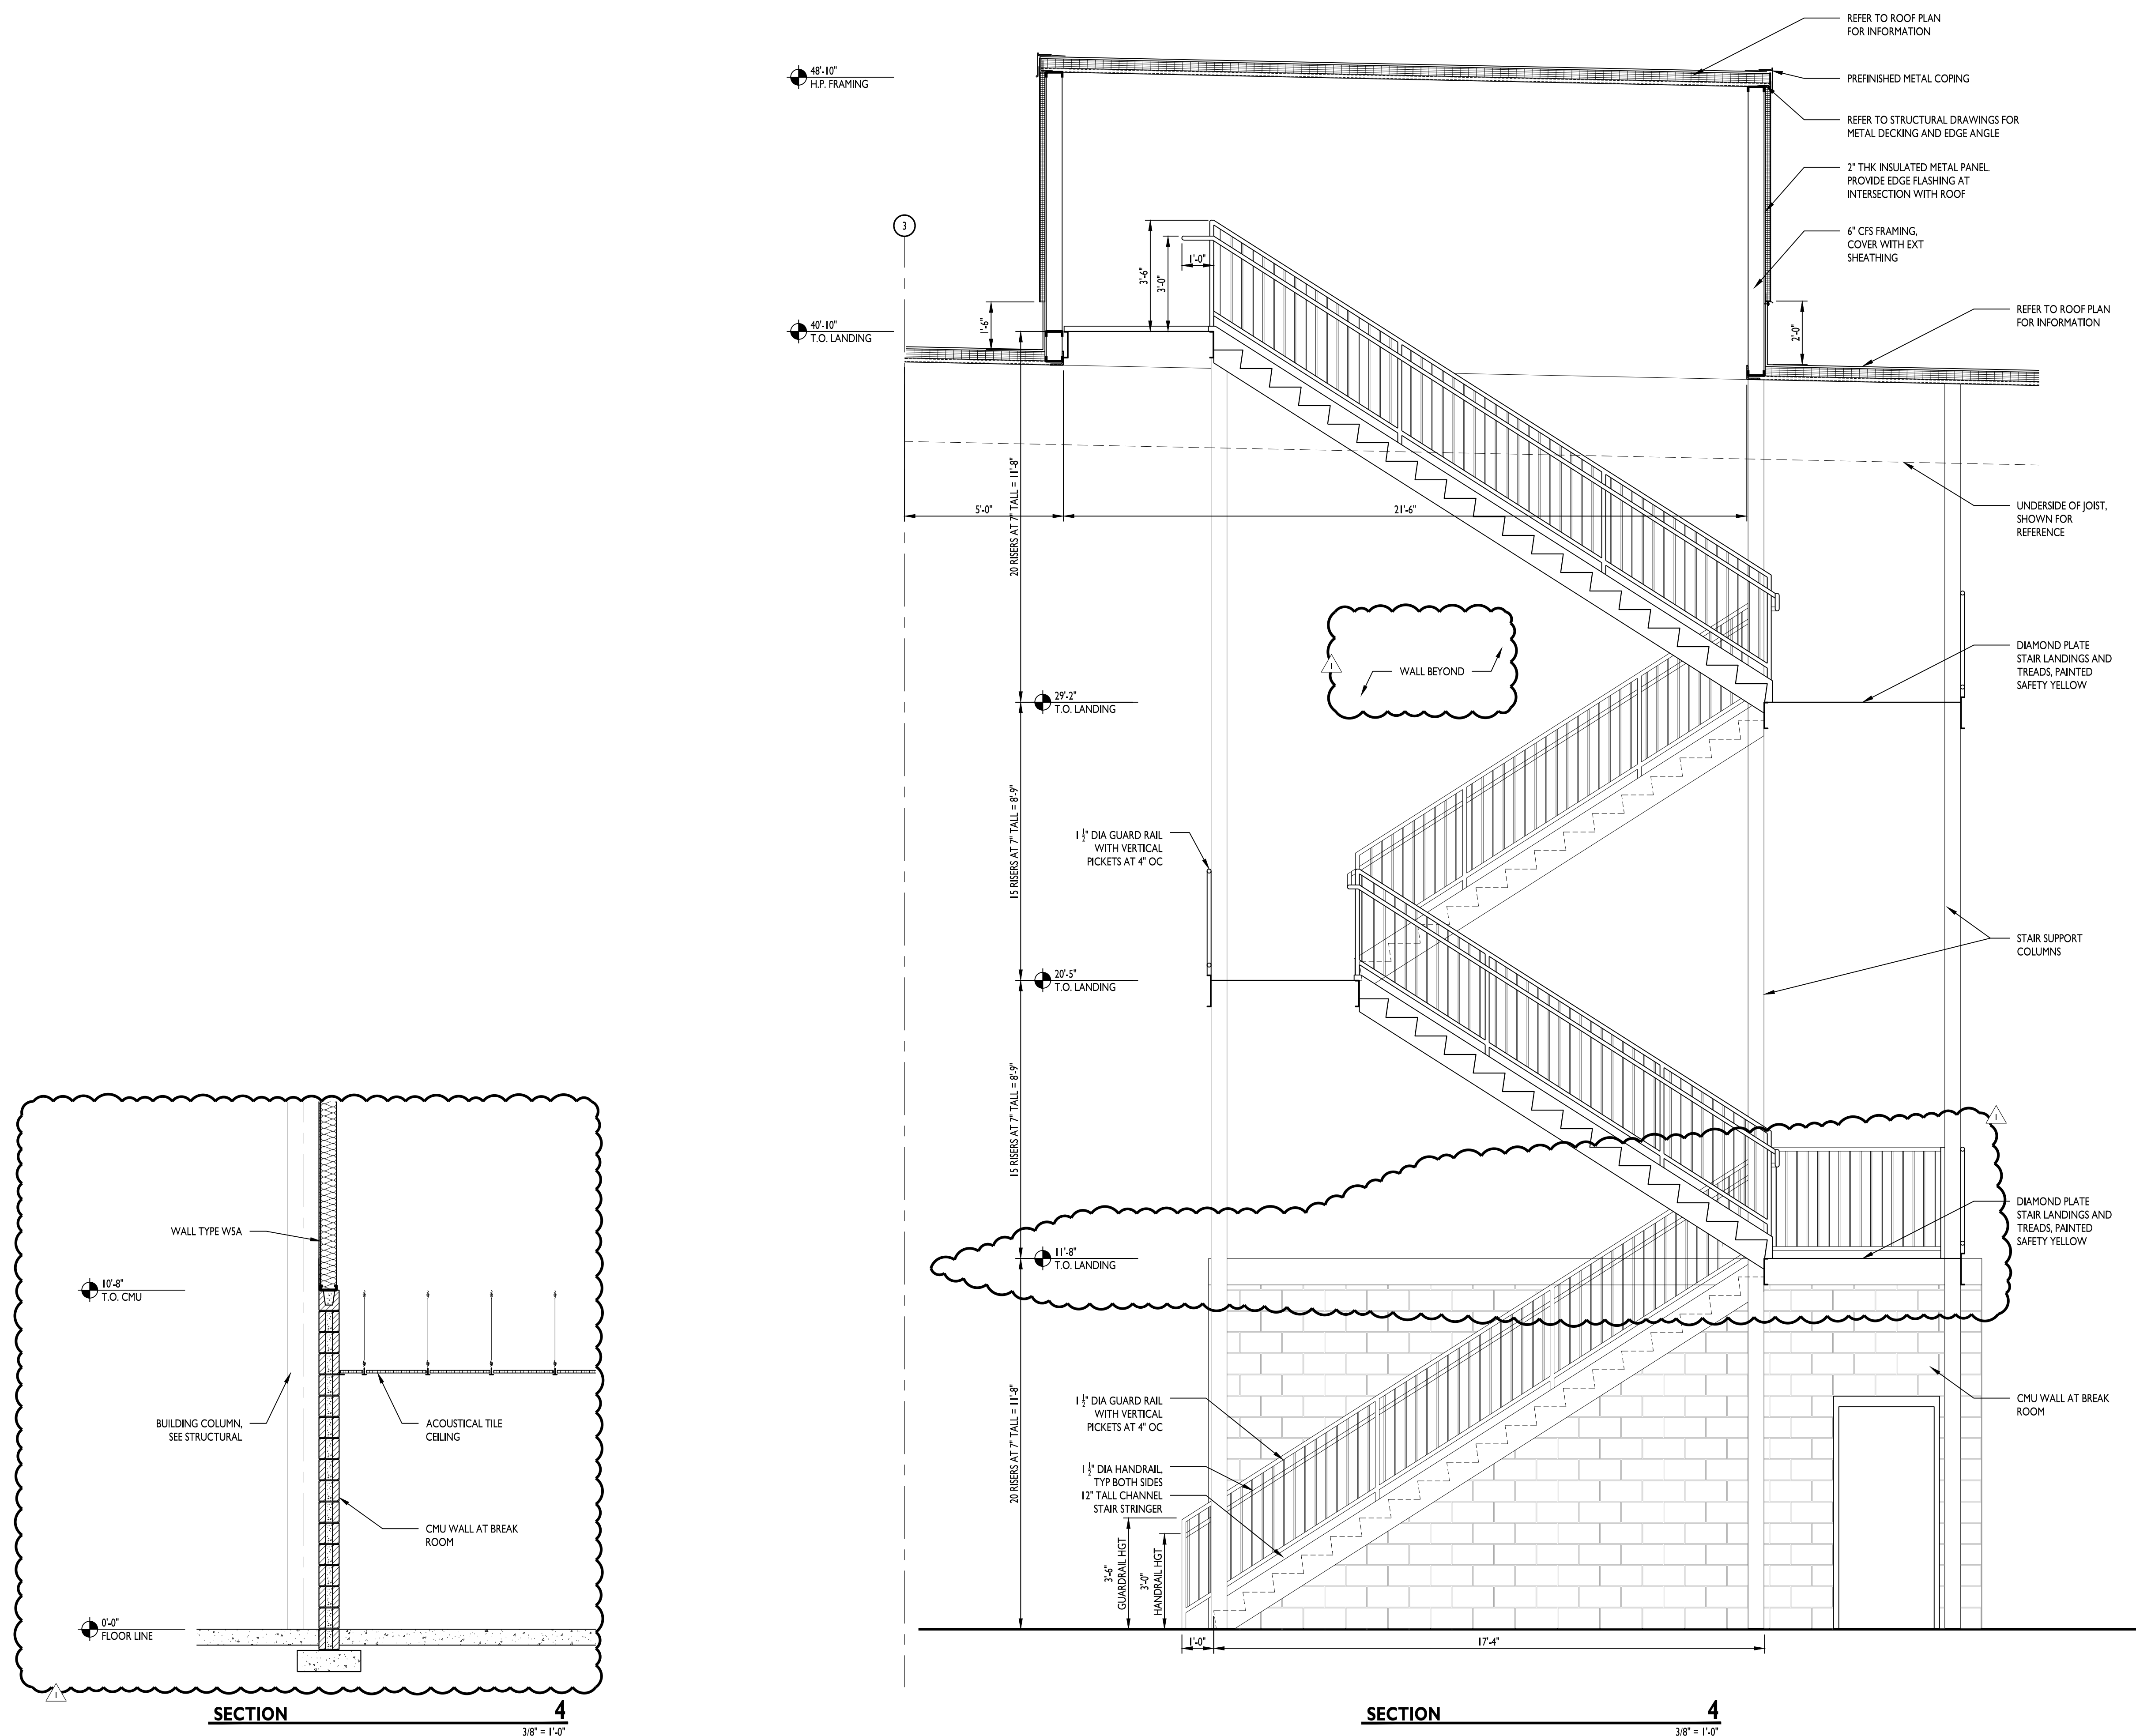 REFER TO ROOF PLAN
FOR INFORMATION
48'-10"
H.P. FRAMING
PREFINISHED METAL COPING
REFER TO STRUCTURAL DRAWINGS FOR
METAL DECKING AND EDGE ANGLE
2" THK INSULATED METAL PANEL.
PROVIDE EDGE FLASHING AT
INTERSECTION WITH ROOF
3
6" CFS FRAMING,
COVER WITH EXT
SHEATHING
1'-0"
3'-6"
3'-0"
REFER TO ROOF PLAN
FOR INFORMATION
40'-10"
T.O. LANDING
1'-6"
2'-0"
20 RISERS AT 7" TALL = 11'-8"
5'-0"
21'-6"
UNDERSIDE OF JOIST,
SHOWN FOR
REFERENCE
1
WALL BEYOND
DIAMOND PLATE
STAIR LANDINGS AND
TREADS, PAINTED
SAFETY YELLOW
29'-2"
T.O. LANDING
15 RISERS AT 7" TALL = 8'-9"
1 1/2" DIA GUARD RAIL
WITH VERTICAL
PICKETS AT 4" OC
STAIR SUPPORT
COLUMNS
20'-5"
T.O. LANDING
15 RISERS AT 7" TALL = 8'-9"
1
DIAMOND PLATE
STAIR LANDINGS AND
TREADS, PAINTED
SAFETY YELLOW
11'-8"
T.O. LANDING
20 RISERS AT 7" TALL = 11'-8"
1 1/2" DIA GUARD RAIL
WITH VERTICAL
PICKETS AT 4" OC
CMU WALL AT BREAK
ROOM
1 1/2" DIA HANDRAIL,
TYP BOTH SIDES
12" TALL CHANNEL
STAIR STRINGER
3'-6"
GUARDRAIL HGT
3'-0"
HANDRAIL HGT
1'-0"
17'-4"
SECTION 4
3/8" = 1'-0"
WALL TYPE W5A
10'-8"
T.O. CMU
BUILDING COLUMN,
SEE STRUCTURAL
ACOUSTICAL TILE
CEILING
CMU WALL AT BREAK
ROOM
0'-0"
FLOOR LINE
1
SECTION 4
3/8" = 1'-0"